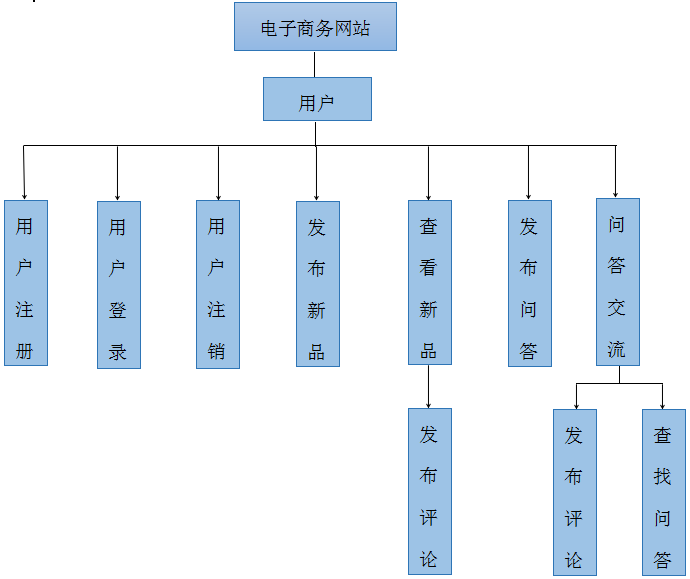 电子商务网站
用户
用户注册
用户登录
用户注销
发布新品
查看新品
发布问答
问答交流
发布评论
发布评论
查找问答